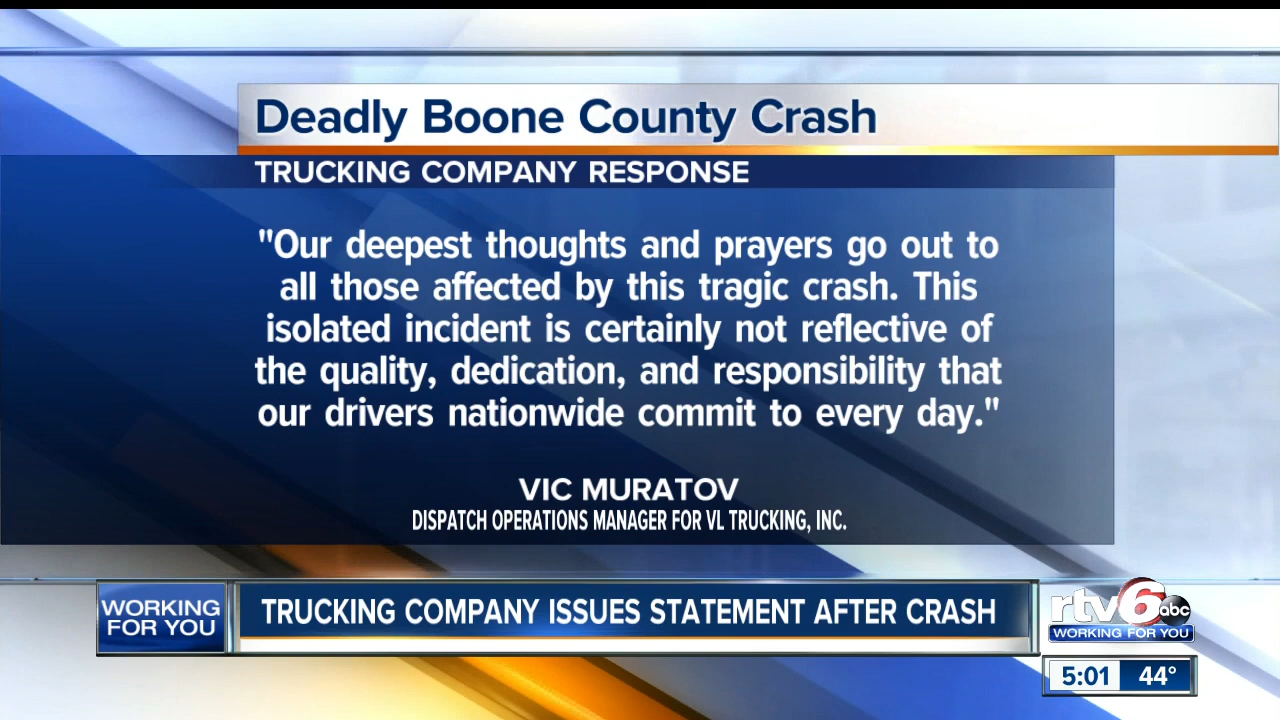 Deadly Boone County Crash
TRUCKING COMPANY RESPONSE
"Our deepest thoughts and prayers go out to
all those affected by this tragic crash. This
isolated incident is certainly not reflective of
the quality, dedication, and responsibility that
our drivers nationwide commit to every day."
VIC MURATOV
DISPATCH OPERATIONS MANAGER FOR VL TRUCKING, INC.
WORKING
FOR YOU
TRUCKING COMPANY ISSUES STATEMENT AFTER CRASH
rtv6 abc
WORKING FOR YOU
5:01 44°